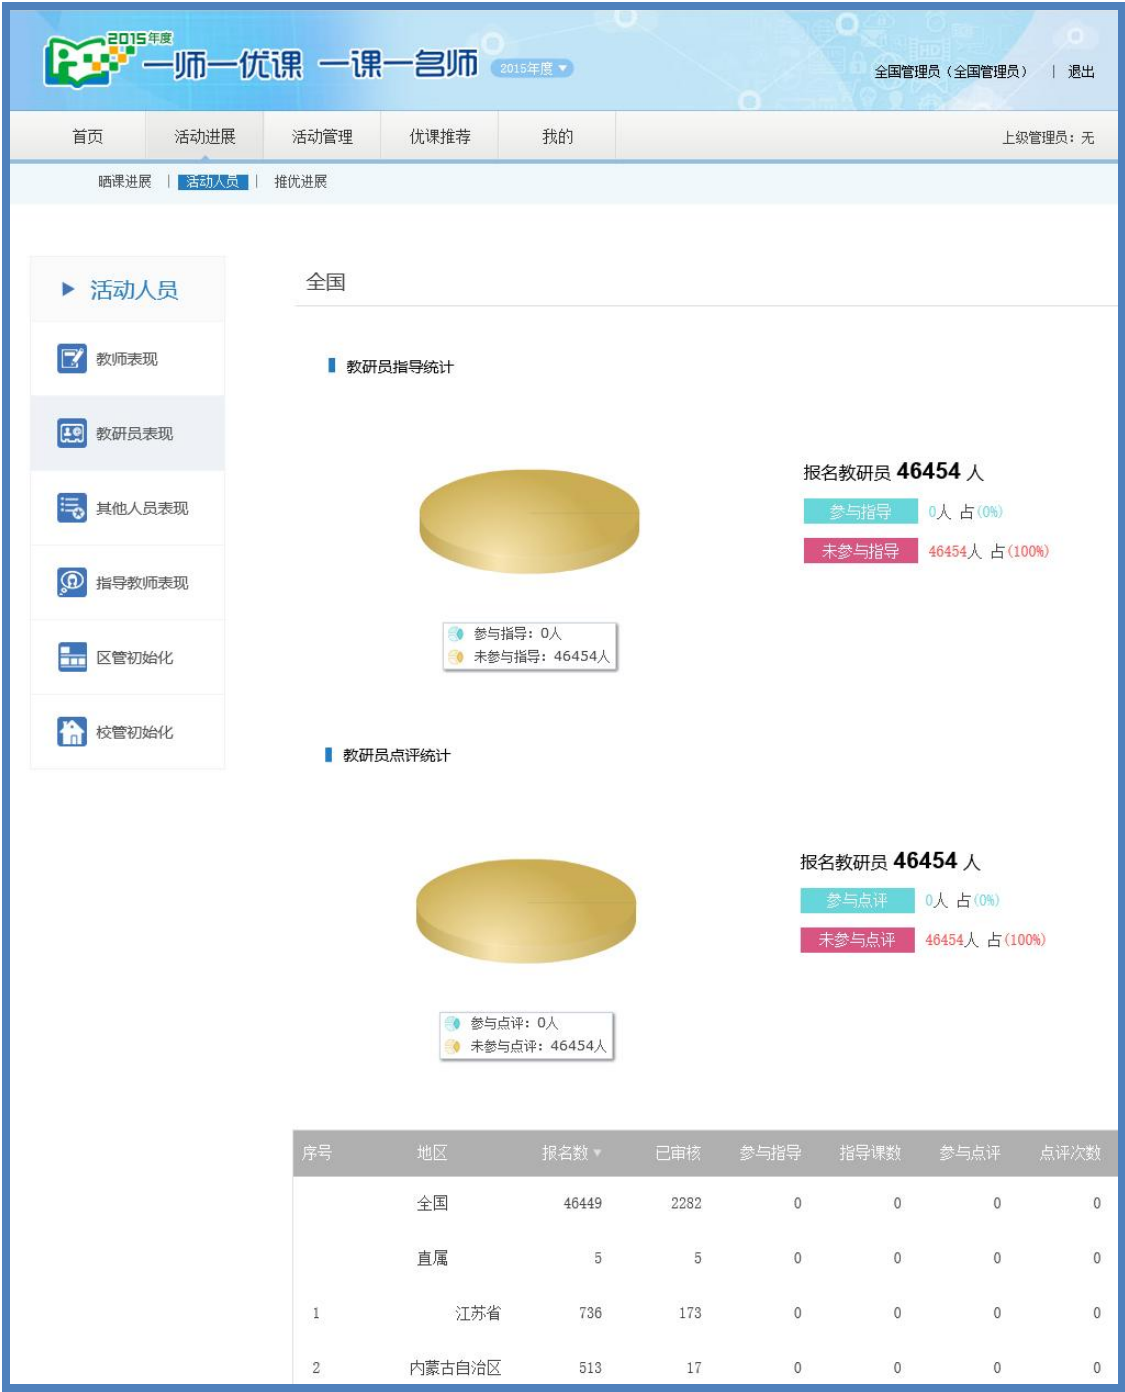 2015年度
一师一优课 一课一名师
2015年度
全国管理员（全国管理员） | 退出
首页 活动进展 活动管理 优课推荐 我的 上级管理员：无
晒课进展 | 活动人员 | 推优进展
活动人员
教师表现
教研员表现
其他人员表现
指导教师表现
区管初始化
校管初始化
全国
教研员指导统计
报名教研员 46454 人
参与指导 0人 占(0%)
未参与指导 46454人 占(100%)
参与指导：0人
未参与指导：46454人
教研员点评统计
报名教研员 46454 人
参与点评 0人 占(0%)
未参与点评 46454人 占(100%)
参与点评：0人
未参与点评：46454人
序号 地区 报名数 已审核 参与指导 指导课数 参与点评 点评次数
全国 46449 2282 0 0 0 0
直属 5 5 0 0 0 0
1 江苏省 736 173 0 0 0 0
2 内蒙古自治区 513 17 0 0 0 0